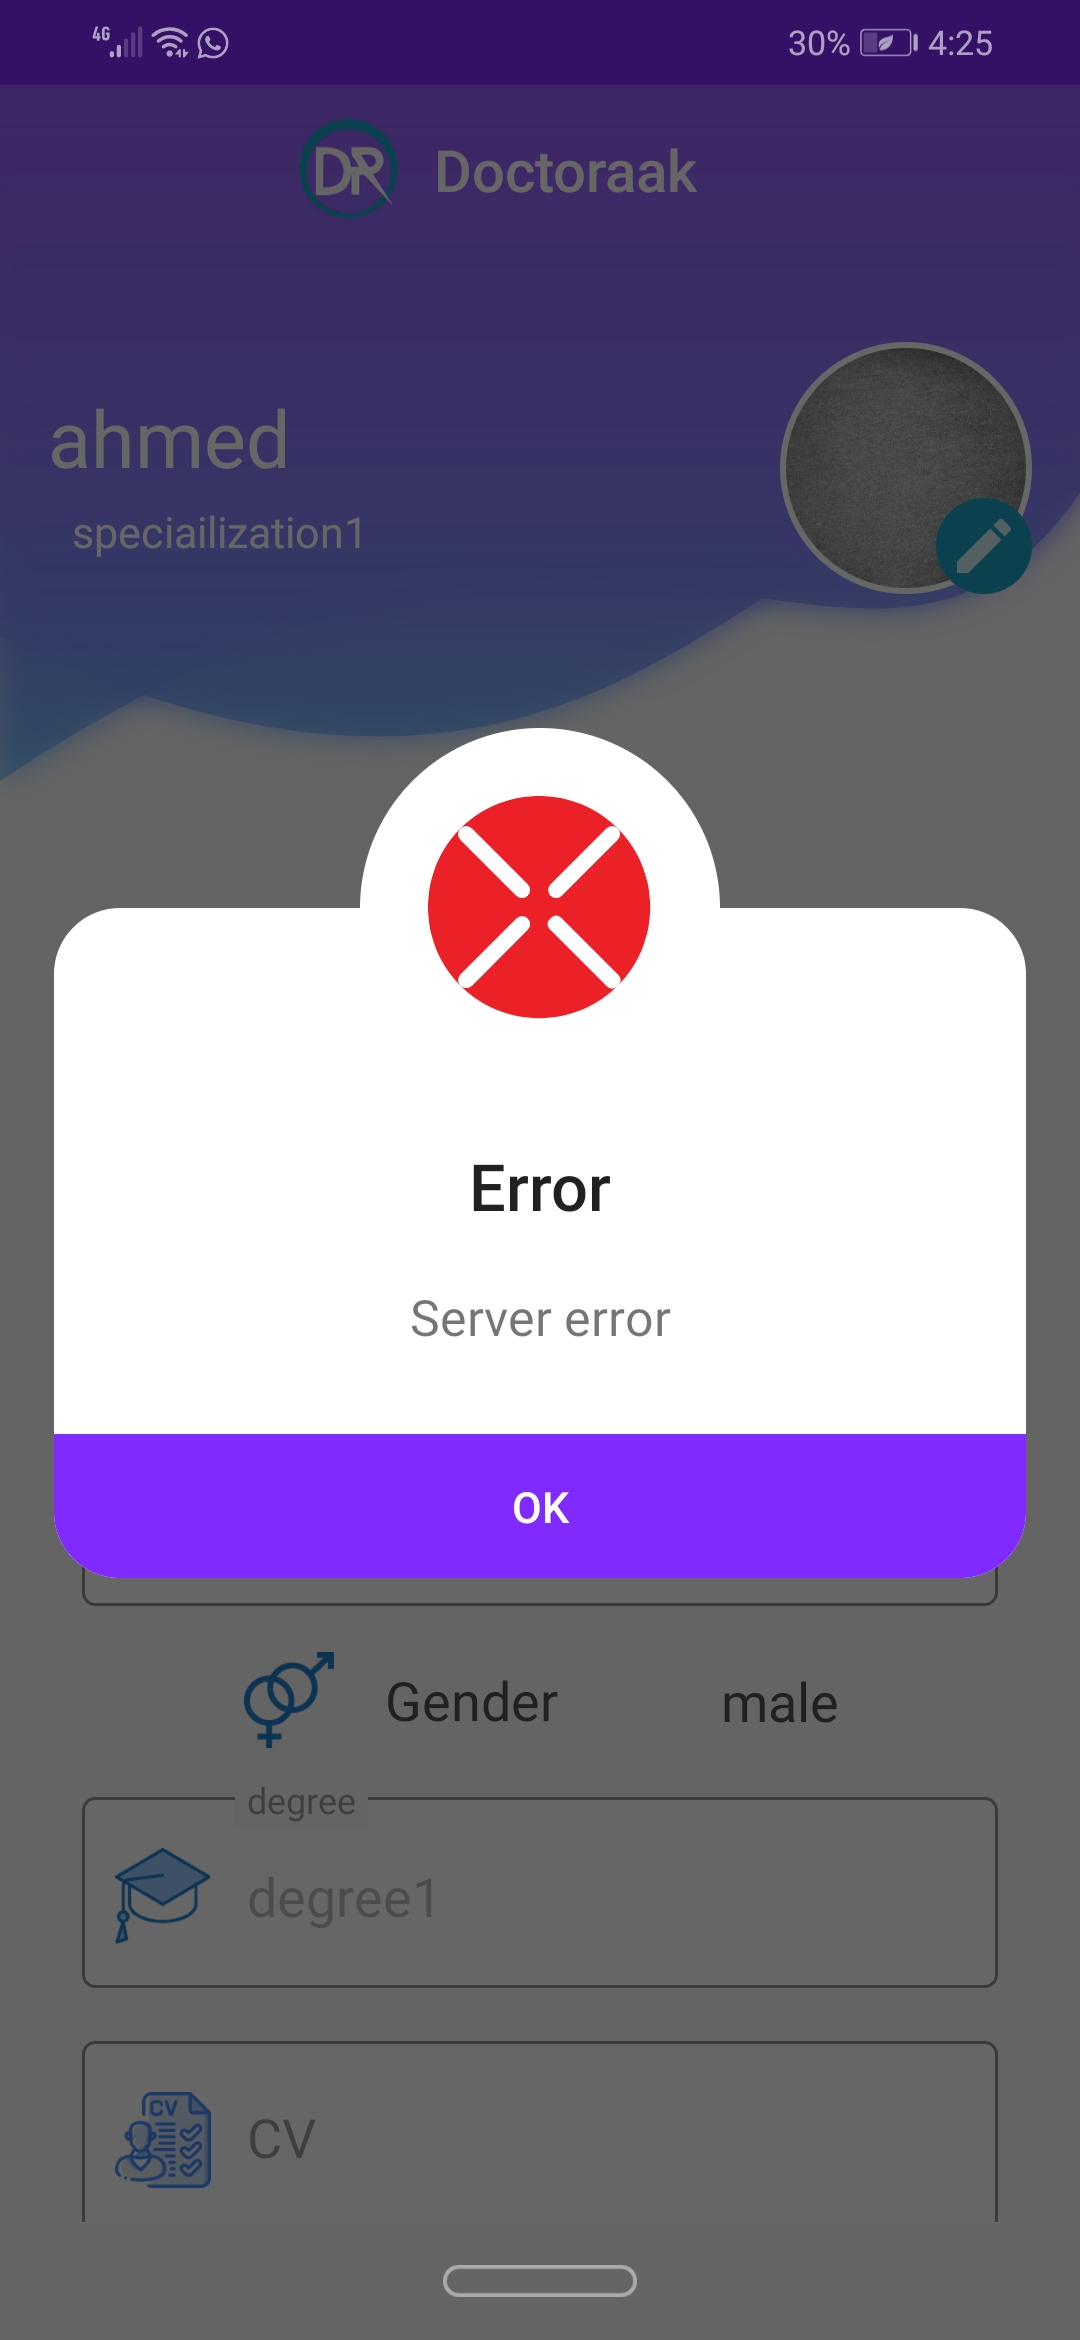 4G 30% 4:25
DR Doctoraak
ahmed
speciailization1
Error
Server error
OK
Gender male
degree
degree1
CV
CV